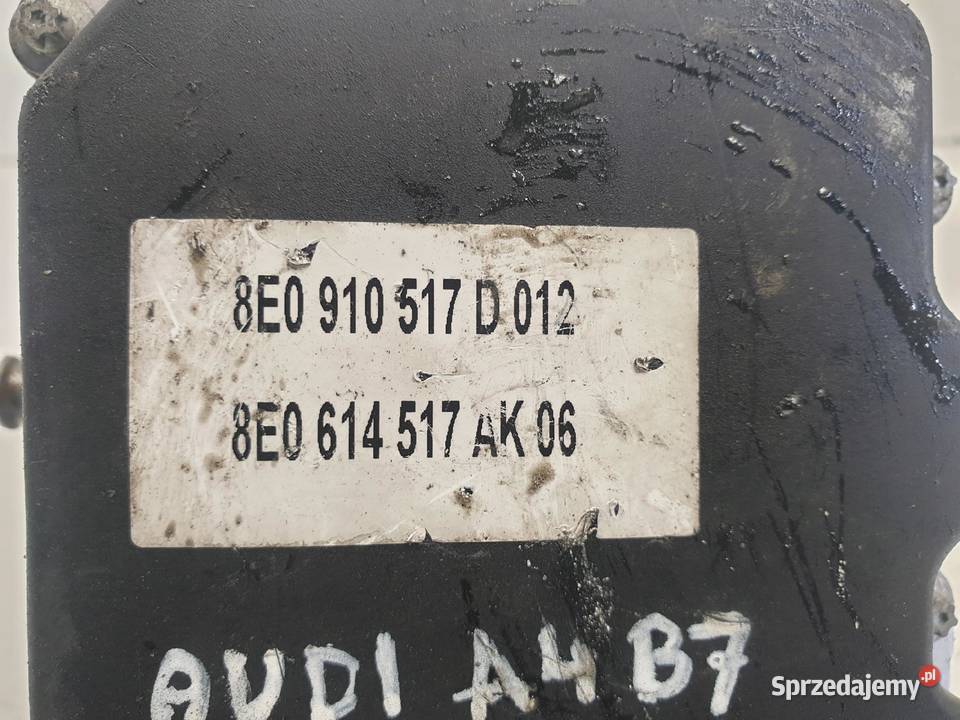 8E0 910 517 D 012
8E0 614 517 AK 06
AUDI A4 B7
Sprzedajemy.pl